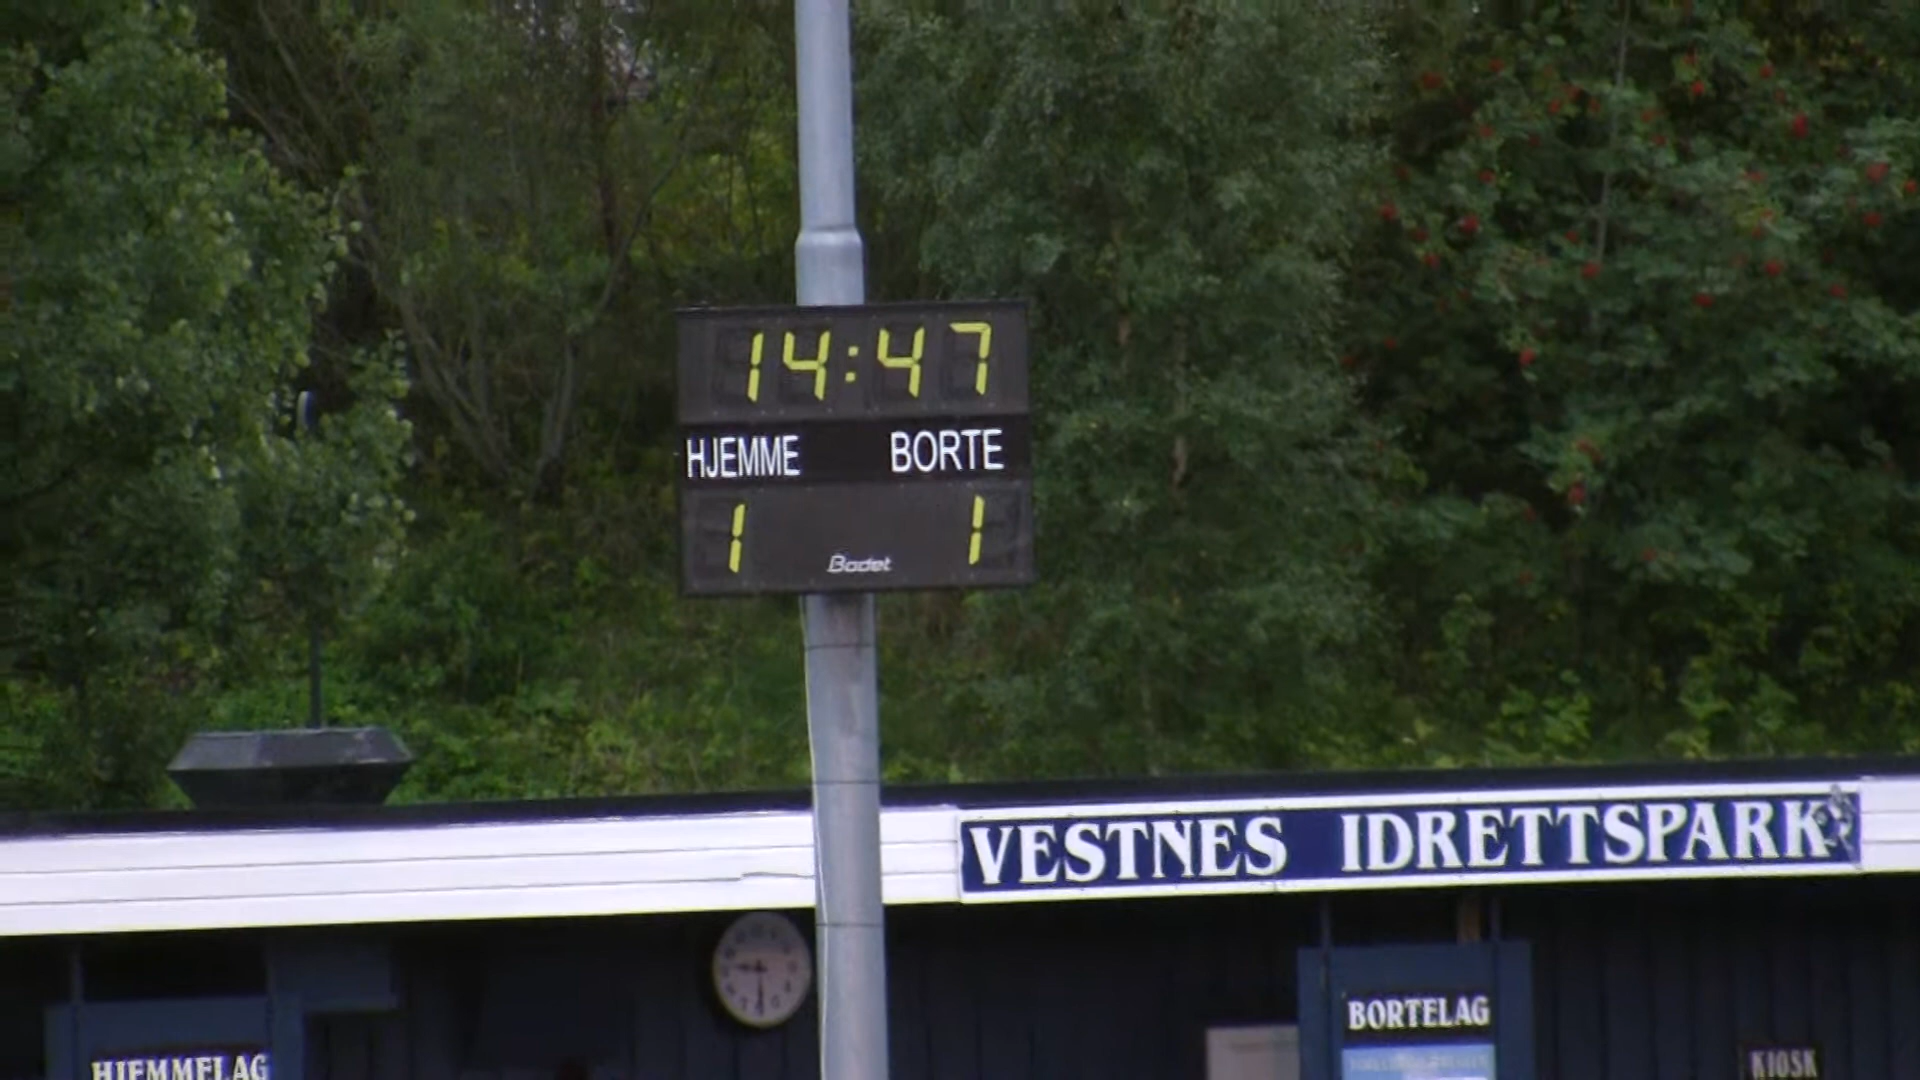 14:47
HJEMME BORTE
1 1
Bodet
VESTNES IDRETTSPARK
BORTELAG
HJEMMELAG
KIOSK